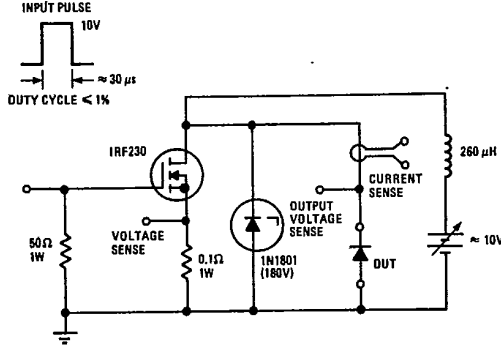 INPUT PULSE
10V
≈ 30 μs
DUTY CYCLE ≤ 1%
IRF230
260 μH
CURRENT
SENSE
OUTPUT
VOLTAGE
SENSE
VOLTAGE
SENSE
50Ω
1W
0.1Ω
1W
1N1801
(180V)
DUT
≈ 10V